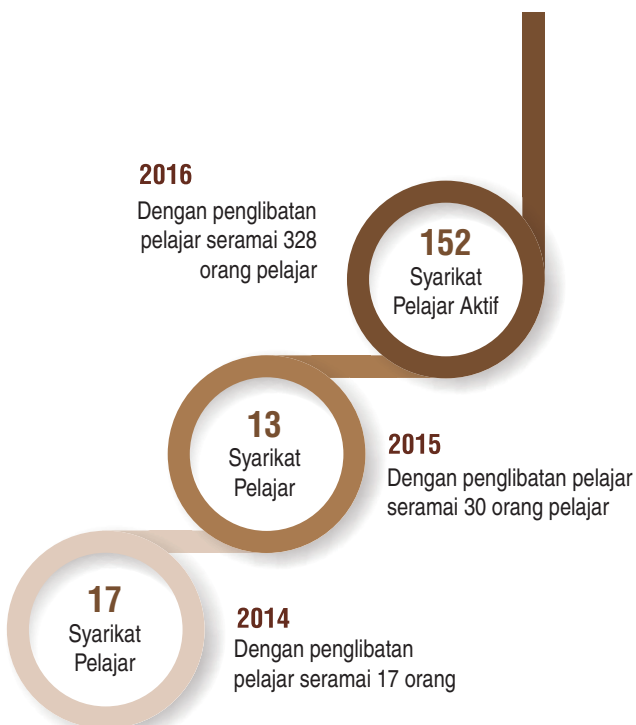 2016
Dengan penglibatan
pelajar seramai 328
orang pelajar
152
Syarikat
Pelajar Aktif
13
Syarikat
Pelajar
2015
Dengan penglibatan pelajar
seramai 30 orang pelajar
17
Syarikat
Pelajar
2014
Dengan penglibatan
pelajar seramai 17 orang